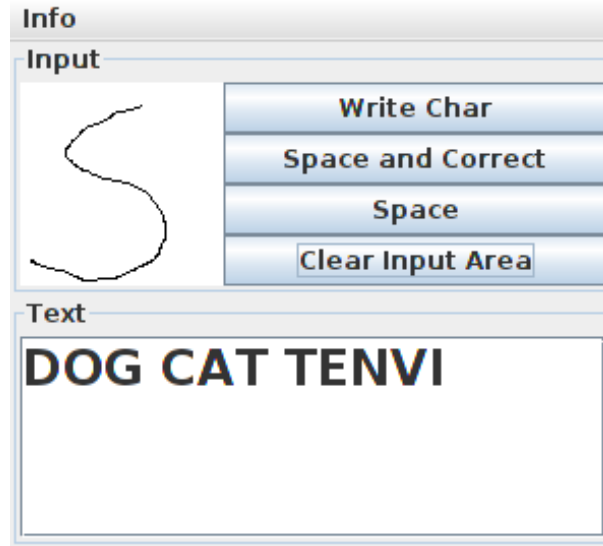 Info
Input
S
Write Char
Space and Correct
Space
Clear Input Area
Text
DOG CAT TENVI